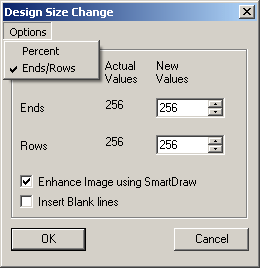 Design Size Change
Options
Percent
Ends/Rows
Actual Values
New Values
Ends 256 256
Rows 256 256
Enhance Image using SmartDraw
Insert Blank lines
OK Cancel